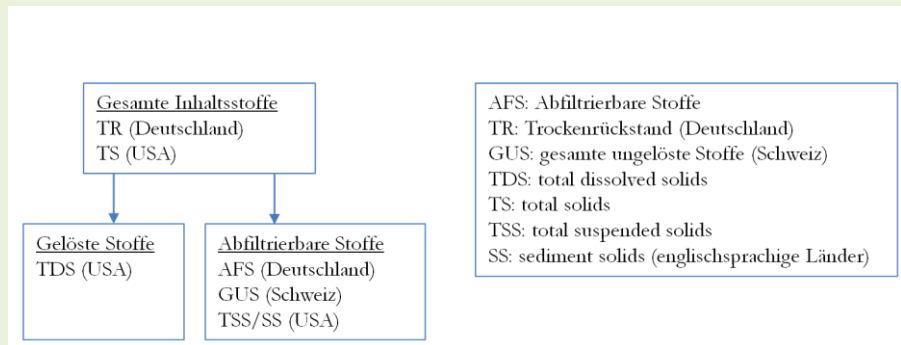 Gesamte Inhaltsstoffe
TR (Deutschland)
TS (USA)
Gelöste Stoffe
TDS (USA)
Abfiltrierbare Stoffe
AFS (Deutschland)
GUS (Schweiz)
TSS/SS (USA)
AFS: Abfiltrierbare Stoffe
TR: Trockenrückstand (Deutschland)
GUS: gesamte ungelöste Stoffe (Schweiz)
TDS: total dissolved solids
TS: total solids
TSS: total suspended solids
SS: sediment solids (englischsprachige Länder)